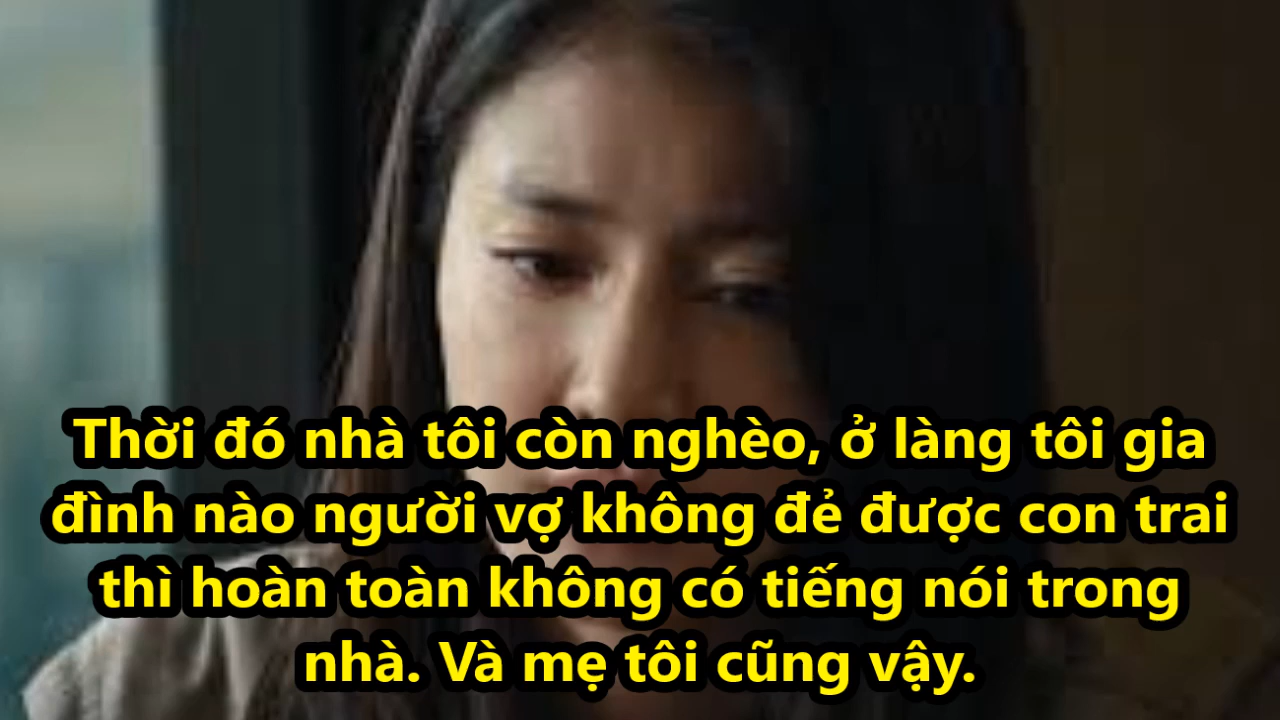 Thời đó nhà tôi còn nghèo, ở làng tôi gia
đình nào người vợ không đẻ được con trai
thì hoàn toàn không có tiếng nói trong
nhà. Và mẹ tôi cũng vậy.